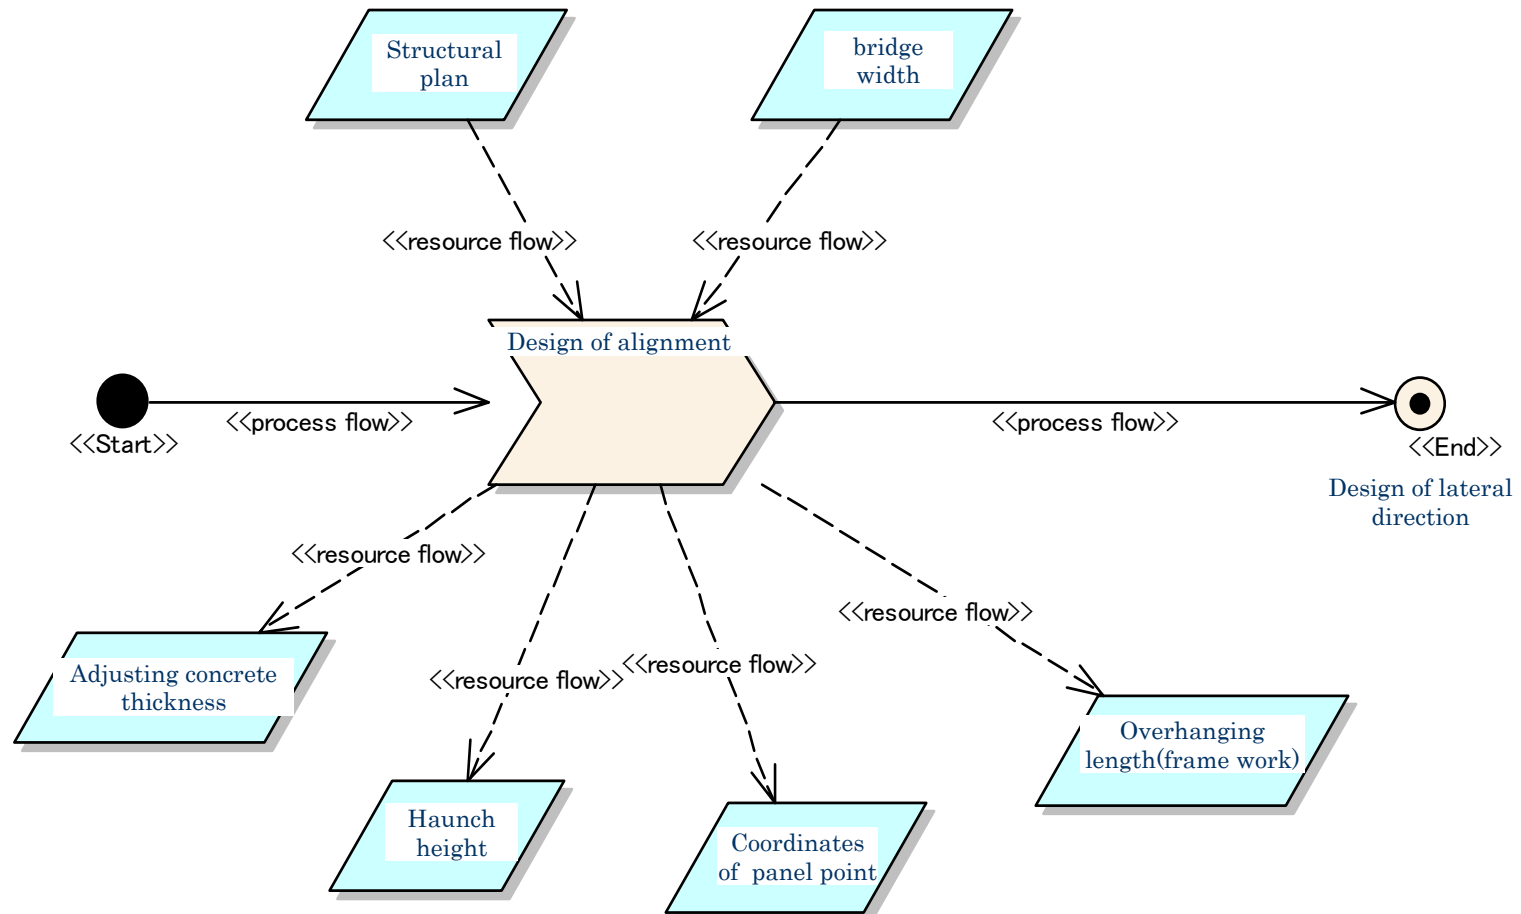 Structural
plan
bridge
width
<<resource flow>>
<<resource flow>>
Design of alignment
<<process flow>>
<<process flow>>
<<Start>>
<<End>>
Design of lateral
direction
<<resource flow>>
<<resource flow>>
<<resource flow>>
<<resource flow>>
Adjusting concrete
thickness
Overhanging
length(frame work)
Haunch
height
Coordinates
of  panel point